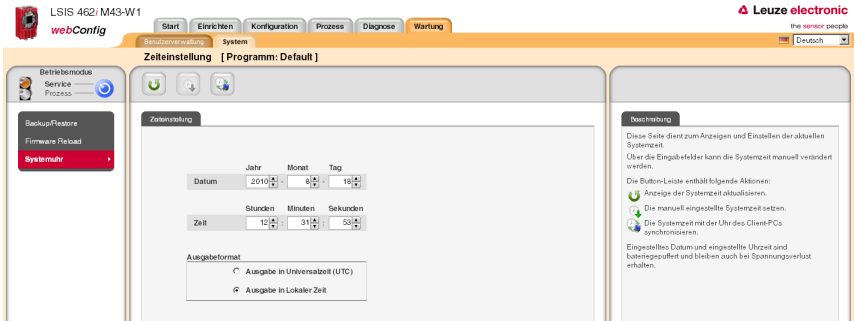 LSIS 462i M43-W1
webConfig
Start Einrichten Konfiguration Prozess Diagnose Wartung
Benutzerverwaltung System
Leuze electronic
the sensor people
Deutsch
Zeiteinstellung [ Programm: Default ]
Betriebsmodus
Service
Prozess
Backup/Restore
Firmware Reload
Systemuhr
Zeiteinstellung
Jahr Monat Tag
Datum 2010 - 8 - 18
Stunden Minuten Sekunden
Zeit 12 : 31 : 53
Ausgabeformat
Ausgabe in Universalzeit (UTC)
Ausgabe in Lokaler Zeit
Beschreibung
Diese Seite dient zum Anzeigen und Einstellen der aktuellen
Systemzeit.
Über die Eingabefelder kann die Systemzeit manuell verändert
werden.
Die Button-Leiste enthält folgende Aktionen:
Anzeige der Systemzeit aktualisieren.
Die manuell eingestellte Systemzeit setzen.
Die Systemzeit mit der Uhr des Client-PCs
synchronisieren.
Eingestelltes Datum und eingestellte Uhrzeit sind
bateriegepuffert und bleiben auch bei Spannungsverlust
erhalten.